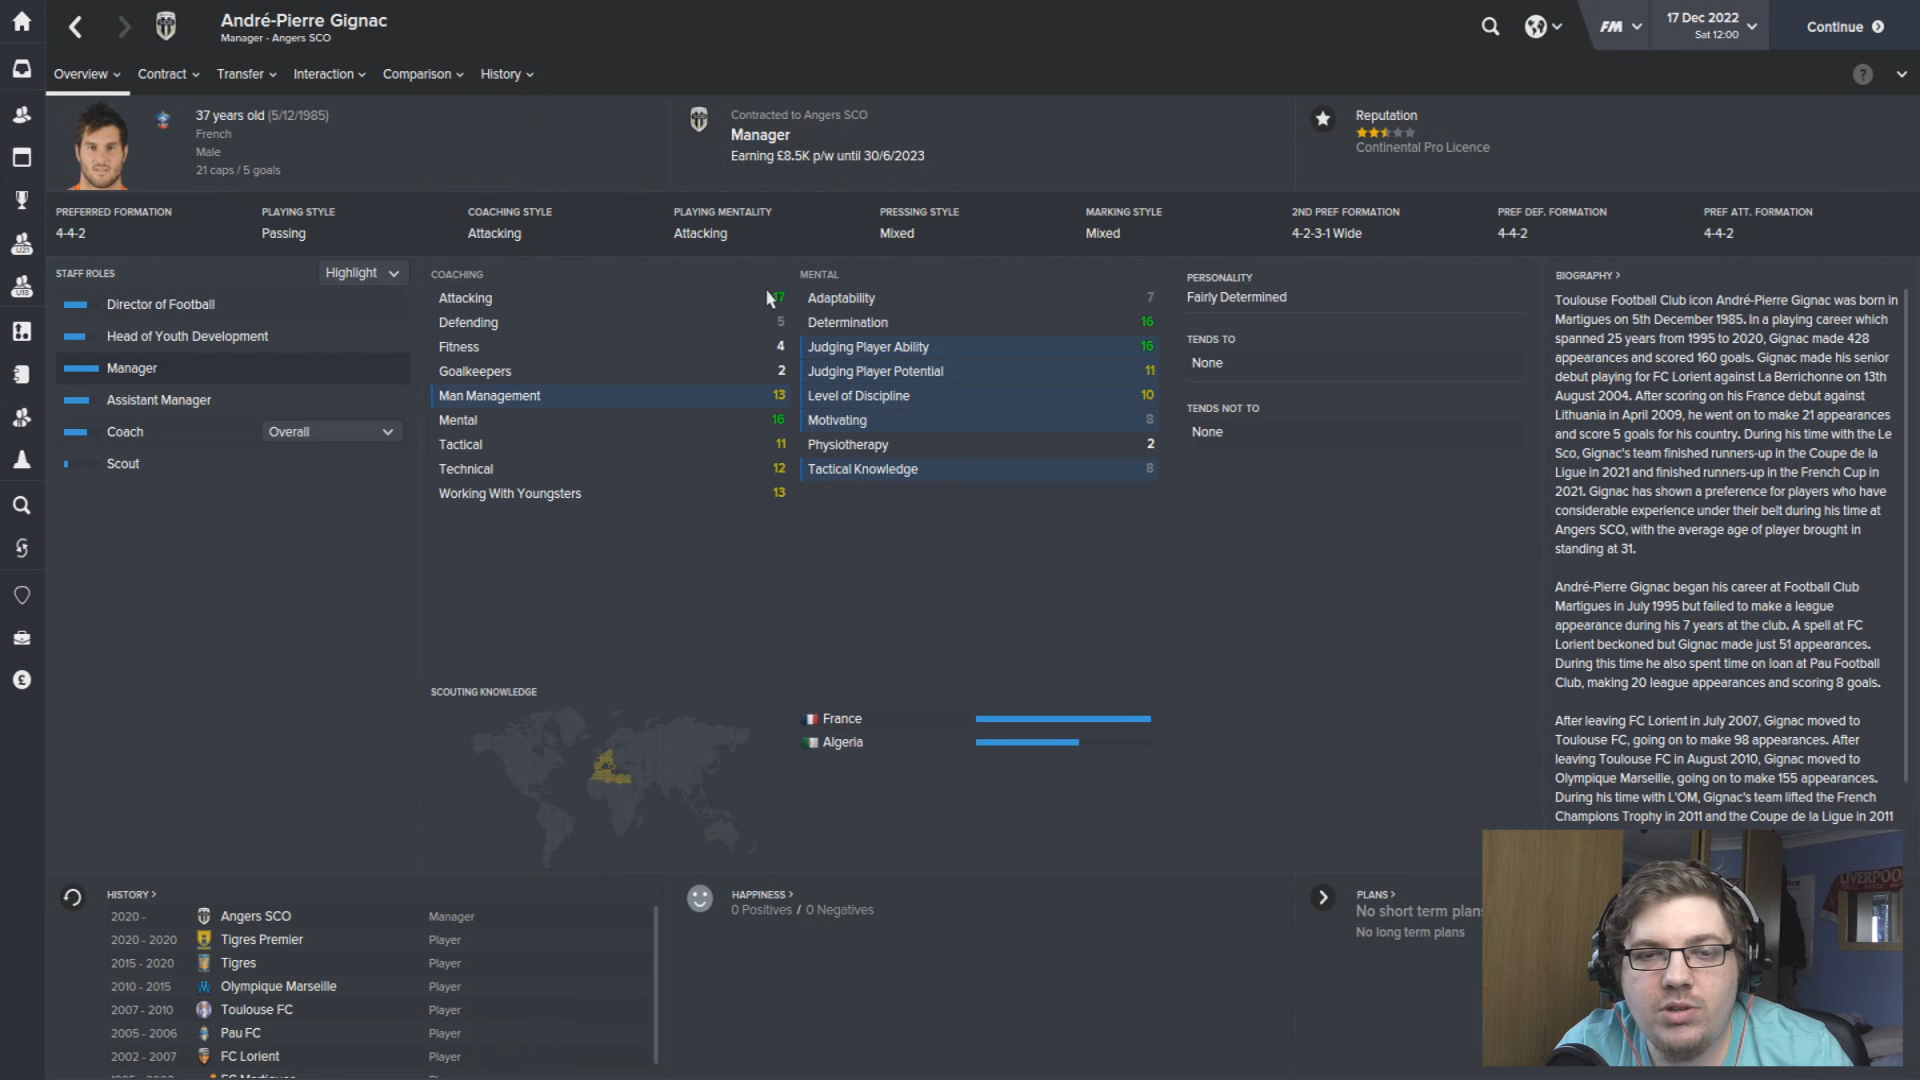 André-Pierre Gignac
Manager - Angers SCO
FM
17 Dec 2022
Sat 12:00
Continue
Overview
Contract
Transfer
Interaction
Comparison
History
?
37 years old (5/12/1985)
French
Male
21 caps / 5 goals
Contracted to Angers SCO
Manager
Earning £8.5K p/w until 30/6/2023
Reputation
Continental Pro Licence
PREFERRED FORMATION
4-4-2
PLAYING STYLE
Passing
COACHING STYLE
Attacking
PLAYING MENTALITY
Attacking
PRESSING STYLE
Mixed
MARKING STYLE
Mixed
2ND PREF FORMATION
4-2-3-1 Wide
PREF DEF. FORMATION
4-4-2
PREF ATT. FORMATION
4-4-2
STAFF ROLES
Highlight
Director of Football
Head of Youth Development
Manager
Assistant Manager
Coach
Overall
Scout
COACHING
Attacking 17
Defending 5
Fitness 4
Goalkeepers 2
Man Management 13
Mental 16
Tactical 11
Technical 12
Working With Youngsters 13
MENTAL
Adaptability 7
Determination 16
Judging Player Ability 16
Judging Player Potential 11
Level of Discipline 10
Motivating 8
Physiotherapy 2
Tactical Knowledge 8
PERSONALITY
Fairly Determined
TENDS TO
None
TENDS NOT TO
None
BIOGRAPHY >
Toulouse Football Club icon André-Pierre Gignac was born in
Martigues on 5th December 1985. In a playing career which
spanned 25 years from 1995 to 2020, Gignac made 428
appearances and scored 160 goals. Gignac made his senior
debut playing for FC Lorient against La Berrichonne on 13th
August 2004. After scoring on his France debut against
Lithuania in April 2009, he went on to make 21 appearances
and score 5 goals for his country. During his time with the Le
Sco, Gignac's team finished runners-up in the Coupe de la
Ligue in 2021 and finished runners-up in the French Cup in
2021. Gignac has shown a preference for players who have
considerable experience under their belt during his time at
Angers SCO, with the average age of player brought in
standing at 31.
André-Pierre Gignac began his career at Football Club
Martigues in July 1995 but failed to make a league
appearance during his 7 years at the club. A spell at FC
Lorient beckoned but Gignac made just 51 appearances.
During this time he also spent time on loan at Pau Football
Club, making 20 league appearances and scoring 8 goals.
After leaving FC Lorient in July 2007, Gignac moved to
Toulouse FC, going on to make 98 appearances. After
leaving Toulouse FC in August 2010, Gignac moved to
Olympique Marseille, going on to make 155 appearances.
During his time with L'OM, Gignac's team lifted the French
Champions Trophy in 2011 and the Coupe de la Ligue in 2011
SCOUTING KNOWLEDGE
France
Algeria
HISTORY >
2020 - Angers SCO Manager
2020 - 2020 Tigres Premier Player
2015 - 2020 Tigres Player
2010 - 2015 Olympique Marseille Player
2007 - 2010 Toulouse FC Player
2005 - 2006 Pau FC Player
2002 - 2007 FC Lorient Player
HAPPINESS >
0 Positives / 0 Negatives
PLANS >
No short term plans
No long term plans
LIVERPOO